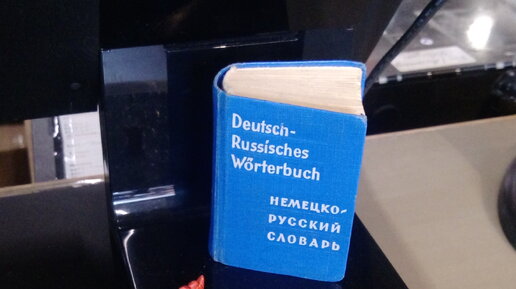 Deutsch-
Russisches
Wörterbuch
НЕМЕЦКО-
РУССКИЙ
СЛОВАРЬ